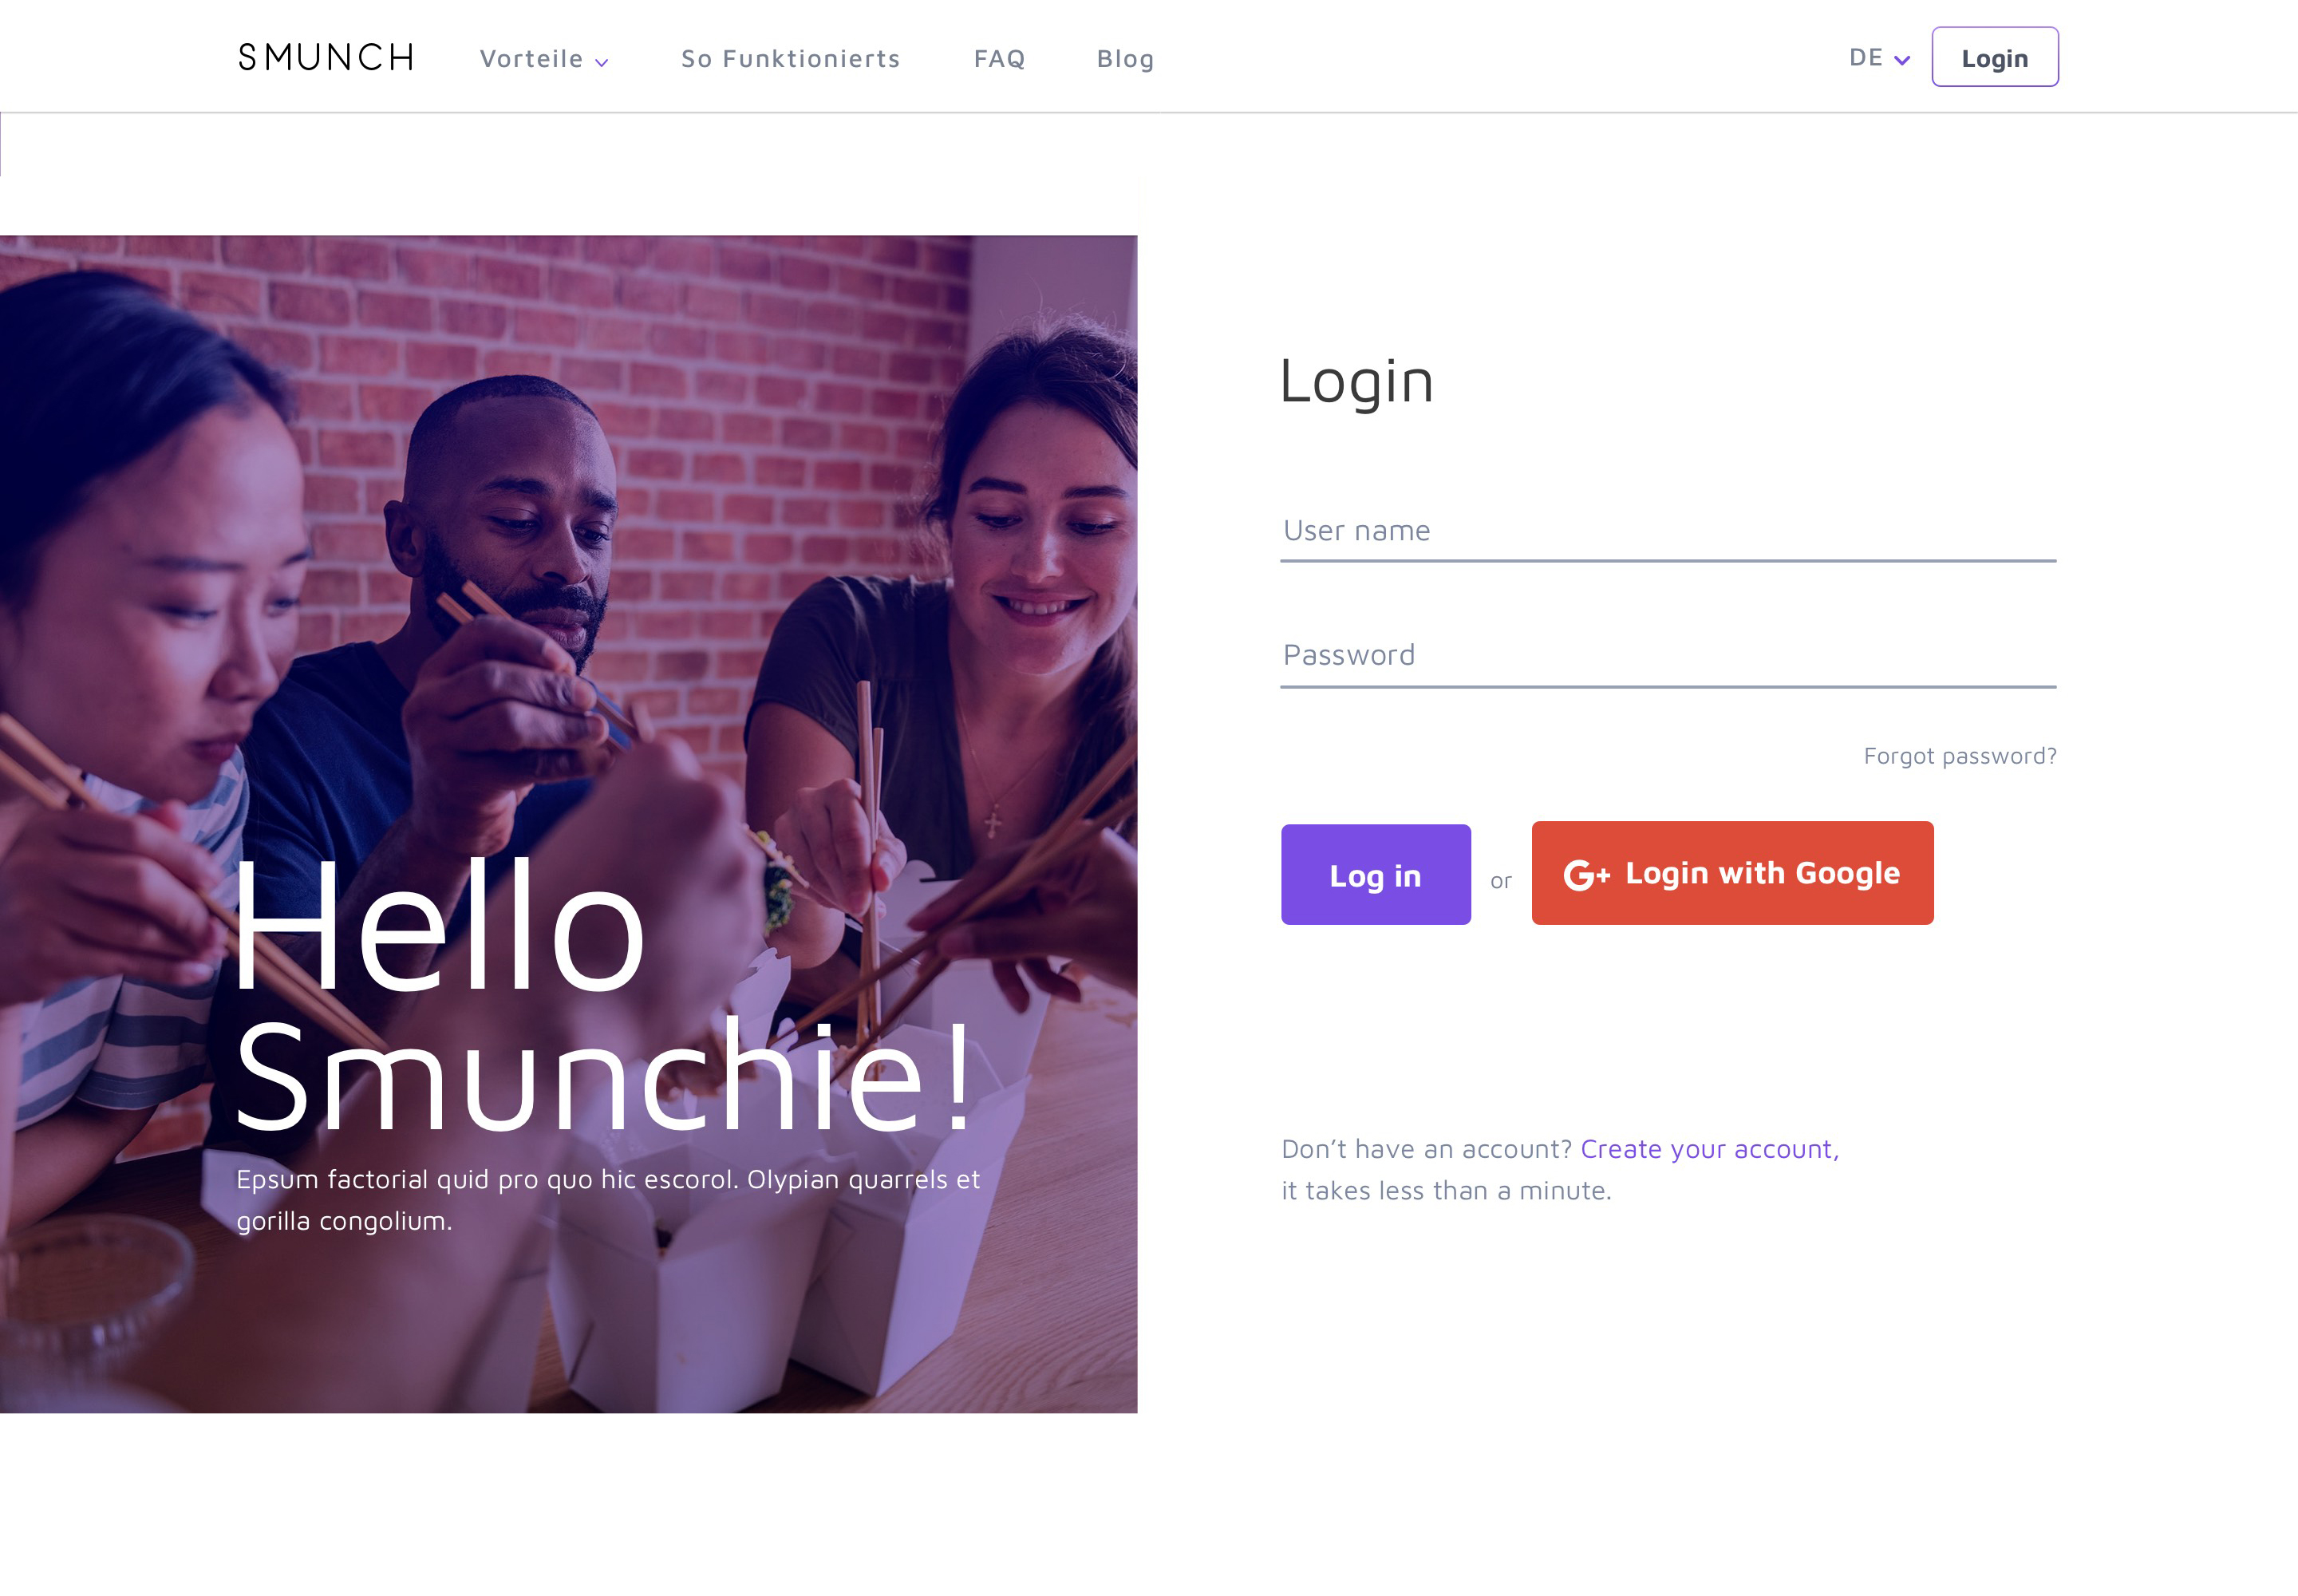 SMUNCH
Vorteile
So Funktionierts
FAQ
Blog
DE
Login
Hello
Smunchie!
Epsum factorial quid pro quo hic escorol. Olypian quarrels et
gorilla congolium.
Login
User name
Password
Forgot password?
Log in
or
G+ Login with Google
Don’t have an account? Create your account,
it takes less than a minute.